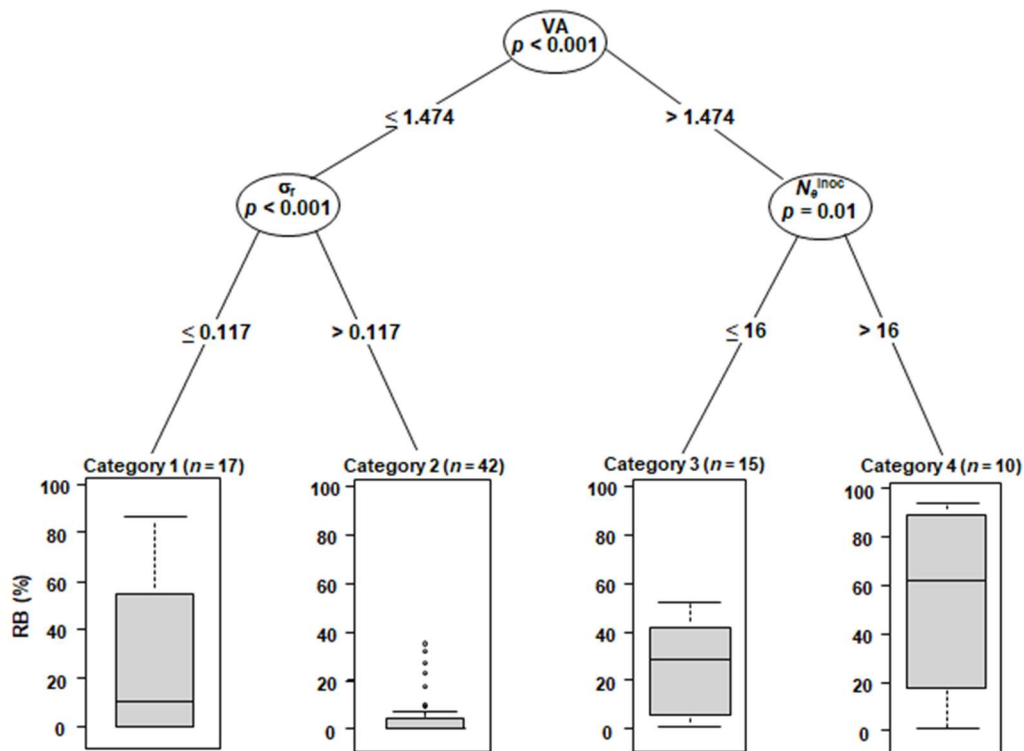 VA
p < 0.001
≤ 1.474
> 1.474
σr
p < 0.001
Neinoc
p = 0.01
≤ 0.117
> 0.117
≤ 16
> 16
Category 1 (n = 17)
Category 2 (n = 42)
Category 3 (n = 15)
Category 4 (n = 10)
RB (%)
100
80
60
40
20
0
100
80
60
40
20
0
100
80
60
40
20
0
100
80
60
40
20
0